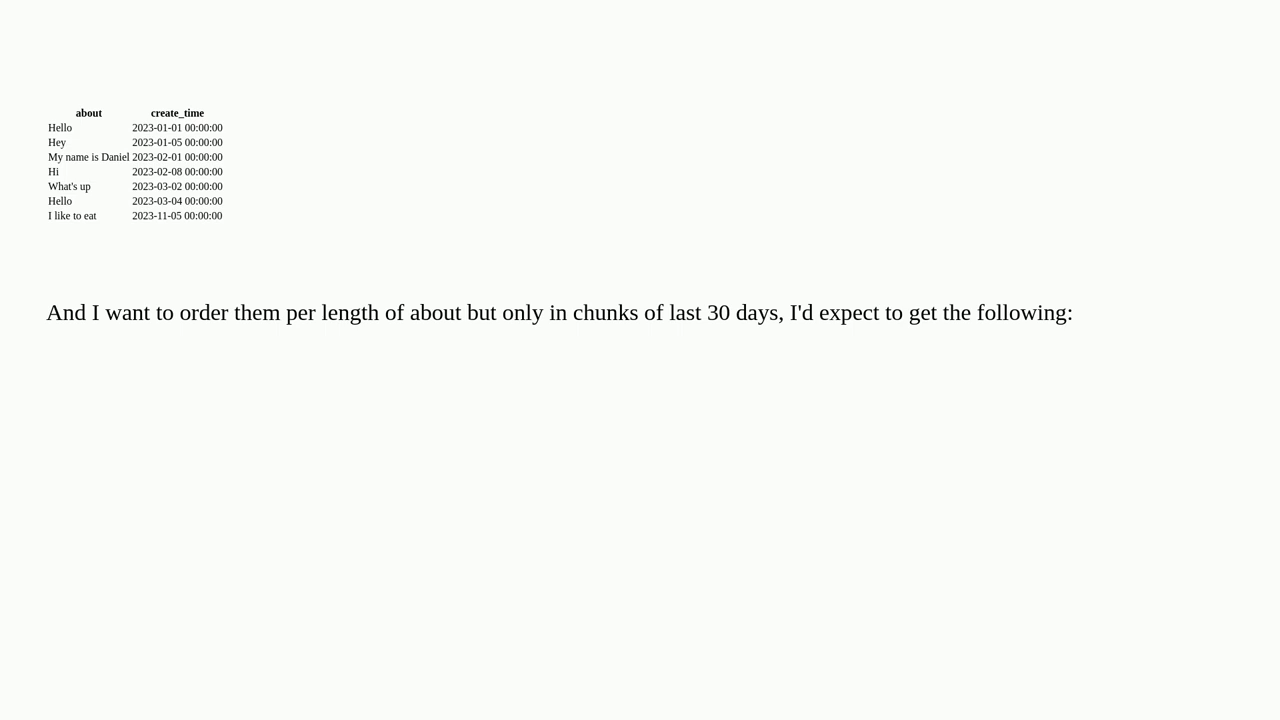 about create_time
Hello 2023-01-01 00:00:00
Hey 2023-01-05 00:00:00
My name is Daniel 2023-02-01 00:00:00
Hi 2023-02-08 00:00:00
What's up 2023-03-02 00:00:00
Hello 2023-03-04 00:00:00
I like to eat 2023-11-05 00:00:00
And I want to order them per length of about but only in chunks of last 30 days, I'd expect to get the following: